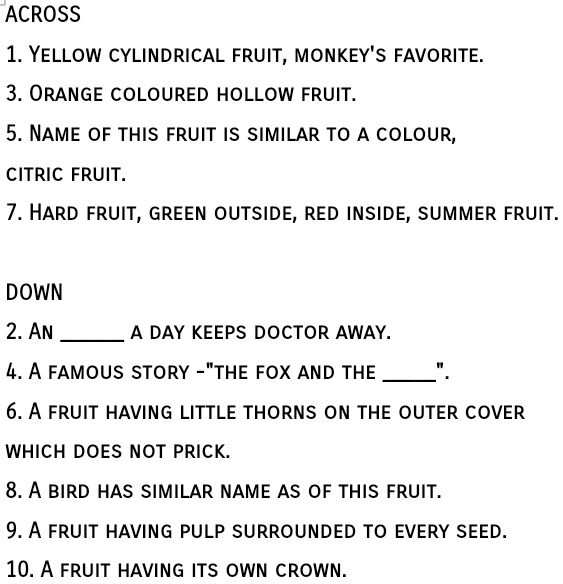 ACROSS
1. Yellow cylindrical fruit, monkey's favorite.
3. Orange coloured hollow fruit.
5. Name of this fruit is similar to a colour,
citric fruit.
7. Hard fruit, green outside, red inside, summer fruit.
DOWN
2. An ______ a day keeps doctor away.
4. A famous story -"the fox and the _____".
6. A fruit having little thorns on the outer cover
which does not prick.
8. A bird has similar name as of this fruit.
9. A fruit having pulp surrounded to every seed.
10. A fruit having its own crown.